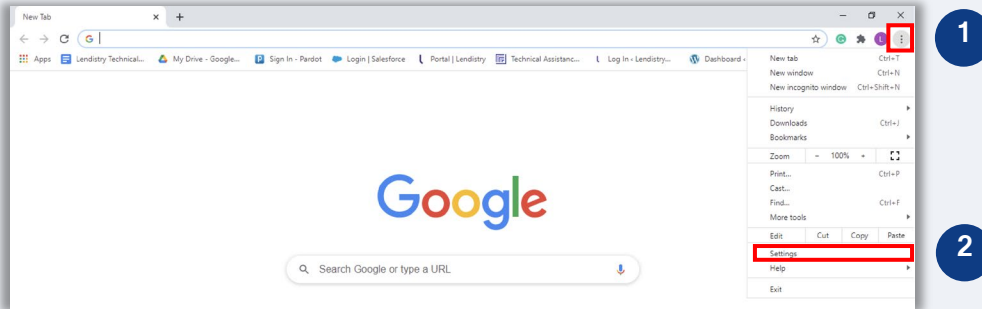 New Tab
G
L
1
Apps Lendistry Technical... My Drive - Google... Sign In - Pardot Login | Salesforce Portal | Lendistry Technical Assistanc... Log In ‹ Lendistry... Dashboard ‹
New tab Ctrl+T
New window Ctrl+N
New incognito window Ctrl+Shift+N
History
Downloads Ctrl+J
Bookmarks
Zoom - 100% +
Print... Ctrl+P
Cast...
Find... Ctrl+F
More tools
Edit Cut Copy Paste
Settings
2
Help
Exit
Google
Search Google or type a URL